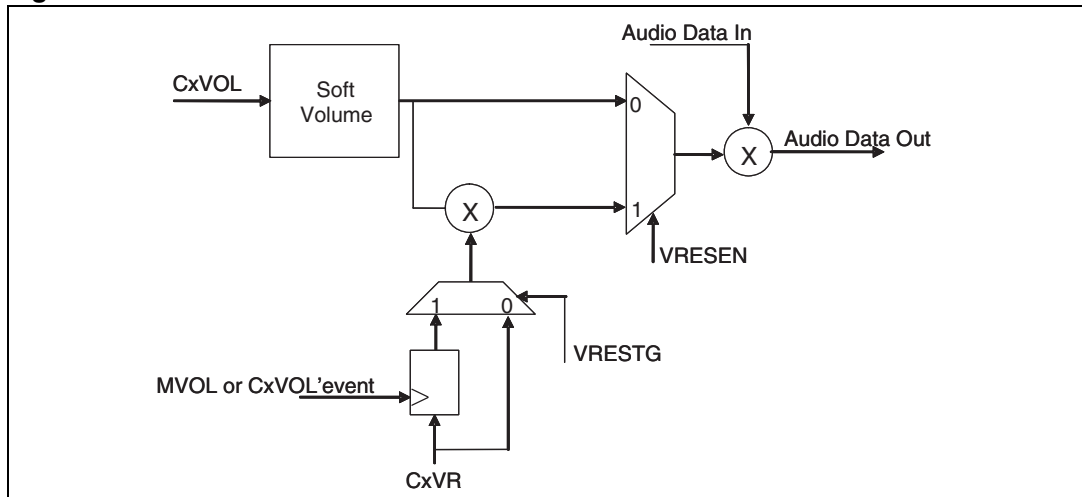 Audio Data In
CxVOL
Soft
Volume
0
X
Audio Data Out
X
1
VRESEN
1
0
VRESTG
MVOL or CxVOL'event
CxVR